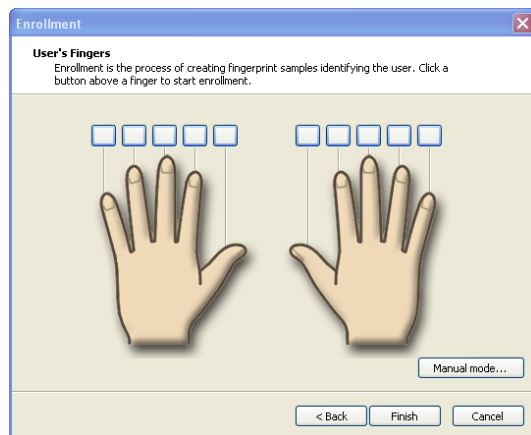 Enrollment
User's Fingers
Enrollment is the process of creating fingerprint samples identifying the user. Click a
button above a finger to start enrollment.
Manual mode...
< Back
Finish
Cancel